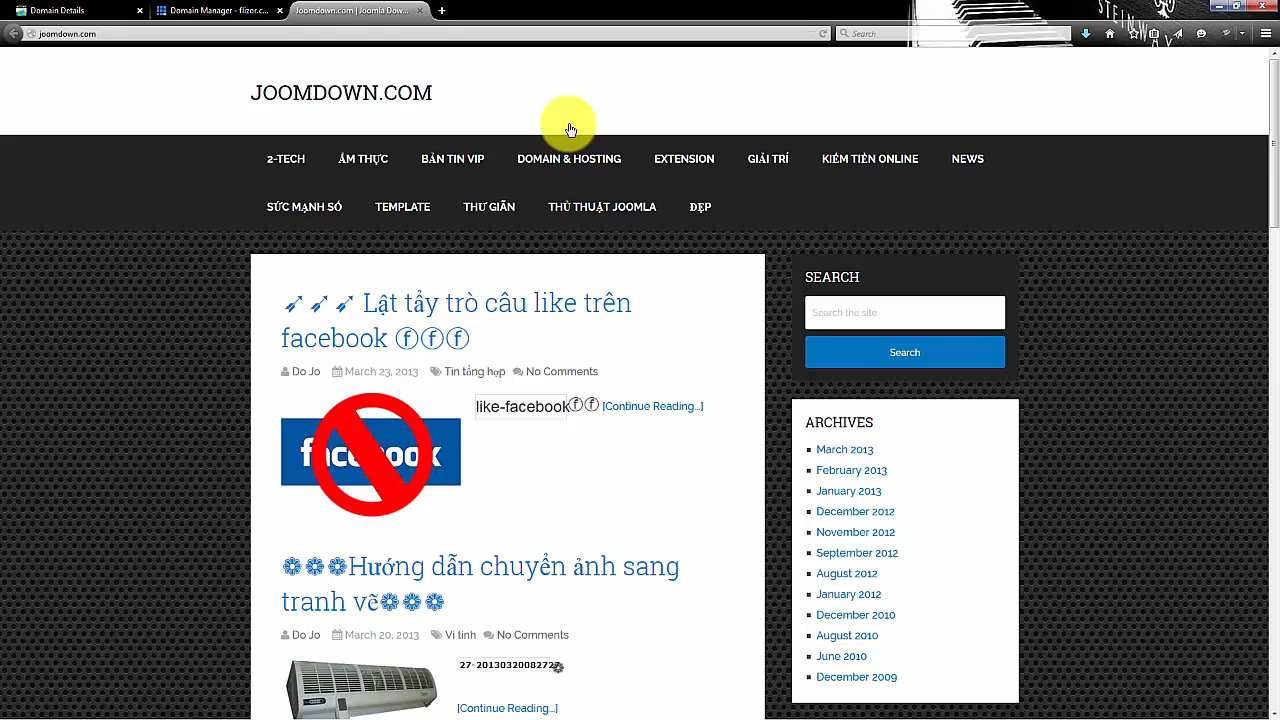 Domain Details
Domain Manager - flizor.c...
Joomdown.com | Joomla Dow...
joomdown.com
Search
STEINWAY
JOOMDOWN.COM
2-TECH
ẨM THỰC
BẢN TIN VIP
DOMAIN & HOSTING
EXTENSION
GIẢI TRÍ
KIẾM TIỀN ONLINE
NEWS
SỨC MẠNH SỐ
TEMPLATE
THƯ GIÃN
THỦ THUẬT JOOMLA
ĐẸP
➶ ➶ ➶ Lật tẩy trò câu like trên
facebook ⓕⓕⓕ
Do Jo March 23, 2013 Tin tổng hợp No Comments
like-facebookⓕⓕ [Continue Reading...]
facebook
❁❁❁Hướng dẫn chuyển ảnh sang
tranh vẽ❁❁❁
Do Jo March 20, 2013 Vi tính No Comments
[Continue Reading...]
SEARCH
Search the site
Search
ARCHIVES
March 2013
February 2013
January 2013
December 2012
November 2012
September 2012
August 2012
January 2012
December 2010
August 2010
June 2010
December 2009